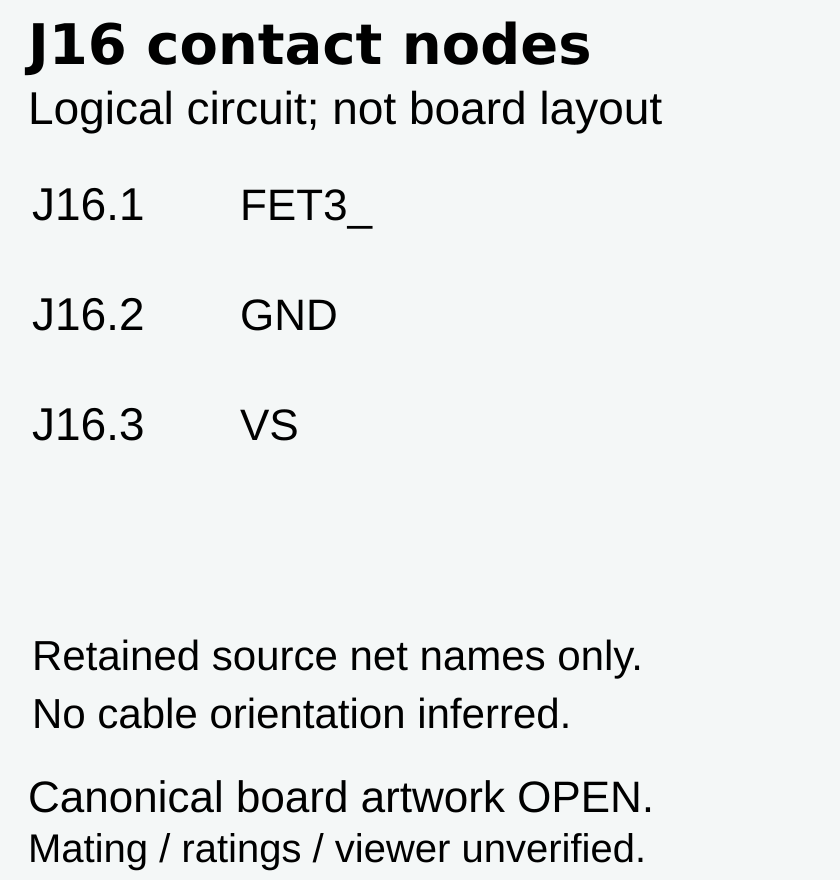 J16 contact nodes
Logical circuit; not board layout
J16.1 FET3_
J16.2 GND
J16.3 VS
Retained source net names only.
No cable orientation inferred.
Canonical board artwork OPEN.
Mating / ratings / viewer unverified.